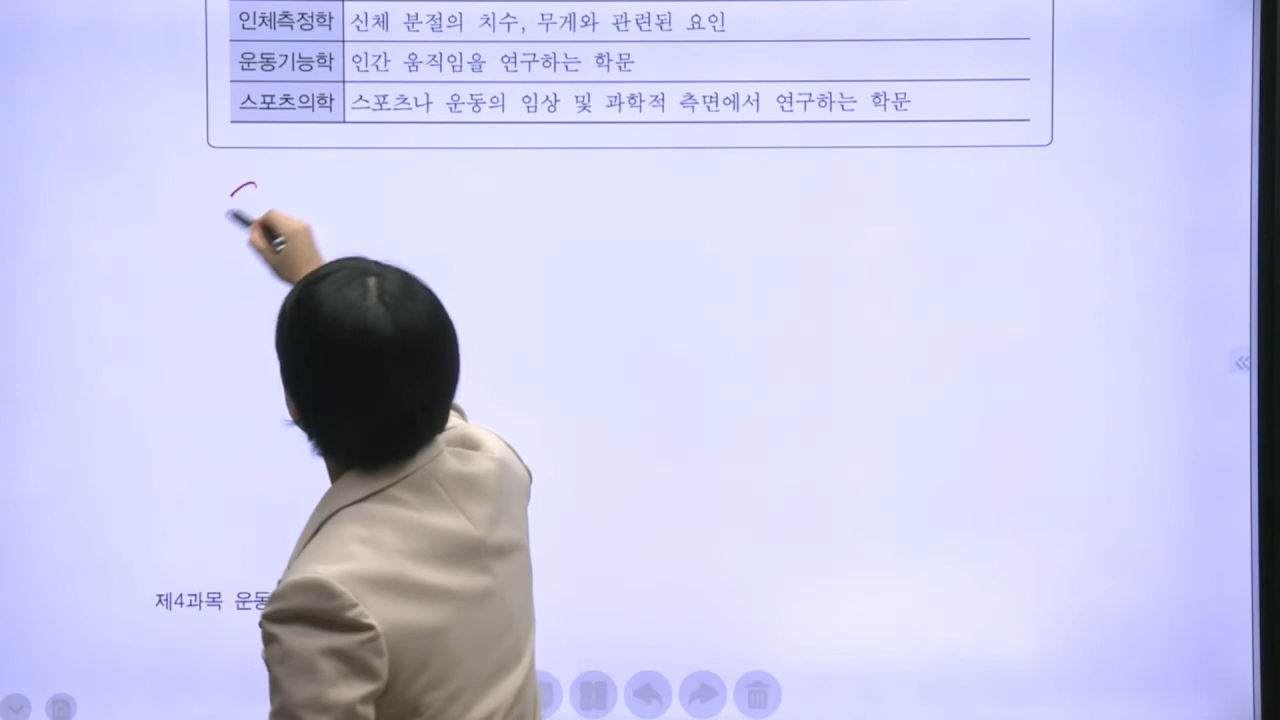 인체측정학 신체 분절의 치수, 무게와 관련된 요인
운동기능학 인간 움직임을 연구하는 학문
스포츠의학 스포츠나 운동의 임상 및 과학적 측면에서 연구하는 학문
제4과목 운동